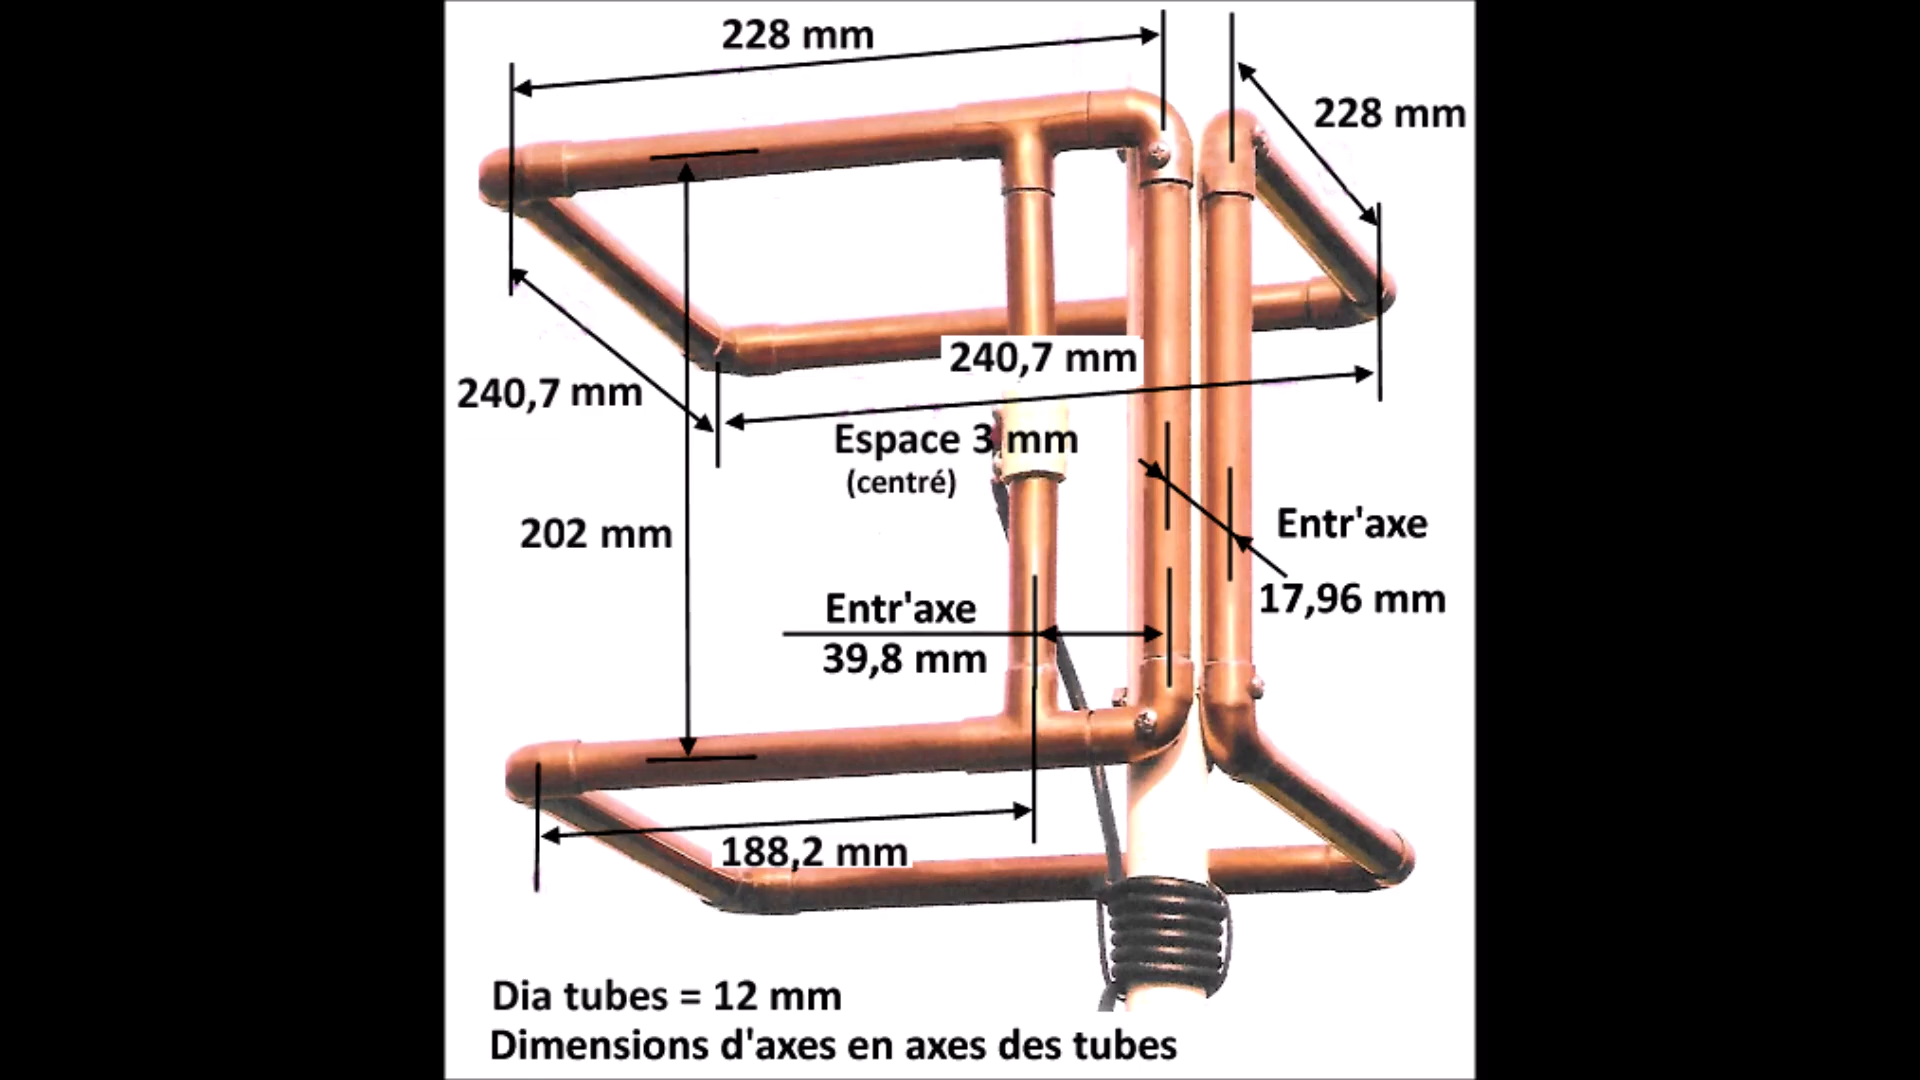 228 mm
228 mm
240,7 mm
240,7 mm
Espace 3 mm
(centré)
202 mm
Entr'axe
17,96 mm
Entr'axe
39,8 mm
188,2 mm
Dia tubes = 12 mm
Dimensions d'axes en axes des tubes